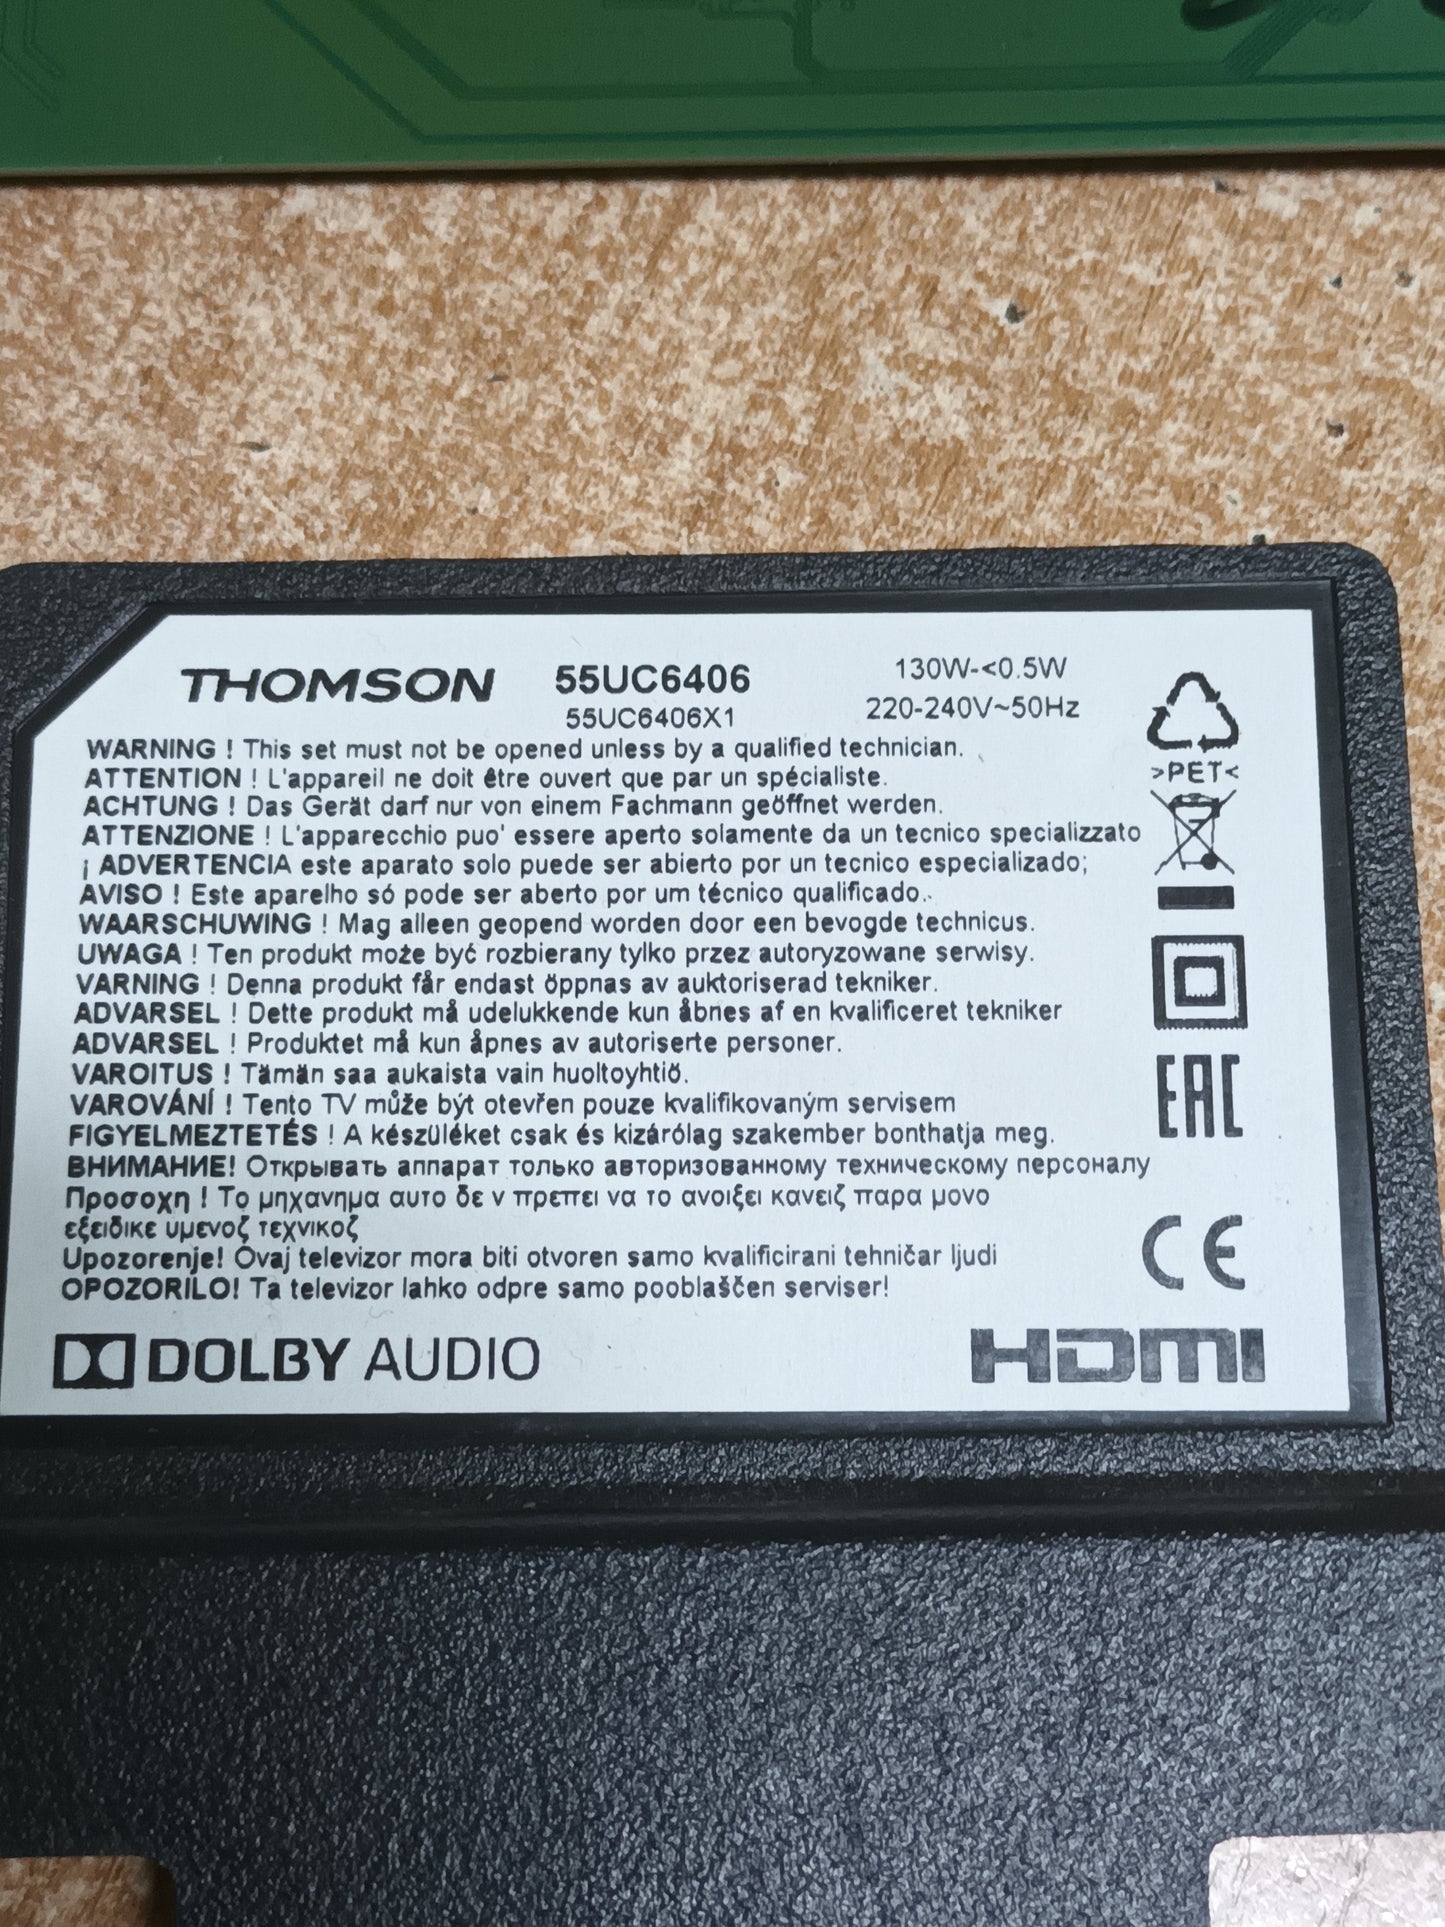 THOMSON 55UC6406 130W-<0.5W
55UC6406X1 220-240V~50Hz
WARNING ! This set must not be opened unless by a qualified technician.
ATTENTION ! L'appareil ne doit être ouvert que par un spécialiste.
ACHTUNG ! Das Gerät darf nur von einem Fachmann geöffnet werden.
ATTENZIONE ! L'apparecchio puo' essere aperto solamente da un tecnico specializzato
¡ ADVERTENCIA este aparato solo puede ser abierto por un tecnico especializado;
AVISO ! Este aparelho só pode ser aberto por um técnico qualificado..
WAARSCHUWING ! Mag alleen geopend worden door een bevogde technicus.
UWAGA ! Ten produkt może być rozbierany tylko przez autoryzowane serwisy.
VARNING ! Denna produkt får endast öppnas av auktoriserad tekniker.
ADVARSEL ! Dette produkt må udelukkende kun åbnes af en kvalificeret tekniker
ADVARSEL ! Produktet må kun åpnes av autoriserte personer.
VAROITUS ! Tämän saa aukaista vain huoltoyhtiö.
VAROVÁNÍ ! Tento TV může být otevřen pouze kvalifikovaným servisem
FIGYELMEZTETÉS ! A készüléket csak és kizárólag szakember bonthatja meg.
ВНИМАНИЕ! Открывать аппарат только авторизованному техническому персоналу
Προσοχη ! Το μηχανημα αυτο δε ν πρεπει να το ανοιξει κανειζ παρα μονο
εξειδικε υμενοζ τεχνικοζ
Upozorenje! Ovaj televizor mora biti otvoren samo kvalificirani tehničar ljudi
OPOZORILO! Ta televizor lahko odpre samo pooblaščen serviser!
DOLBY AUDIO
HDMI
>PET<
EAC
CE